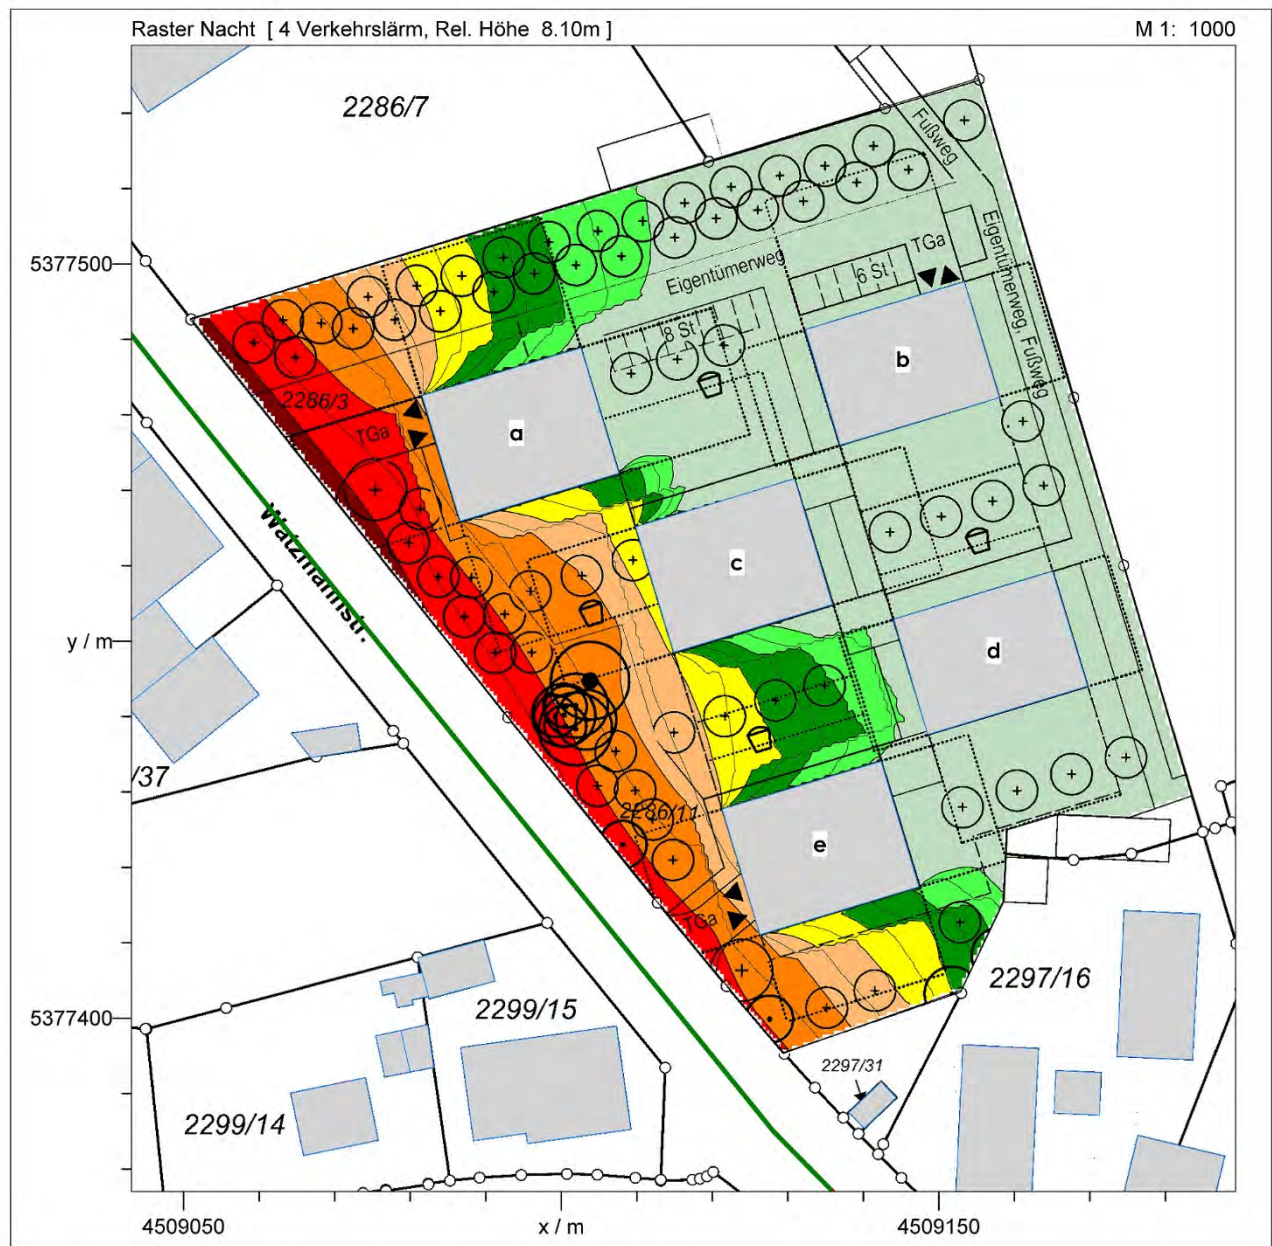 Raster Nacht [ 4 Verkehrslärm, Rel. Höhe 8.10m ]
M 1: 1000
2286/7
Fußweg
5377500
Eigentümerweg
TGa
6 St
Eigentümerweg, Fußweg
8 St
b
2286/3
a
TGa
Watzmannstr.
c
y / m
d
/37
2286/11
e
TGa
2297/16
2299/15
5377400
2297/31
2299/14
4509050
x / m
4509150